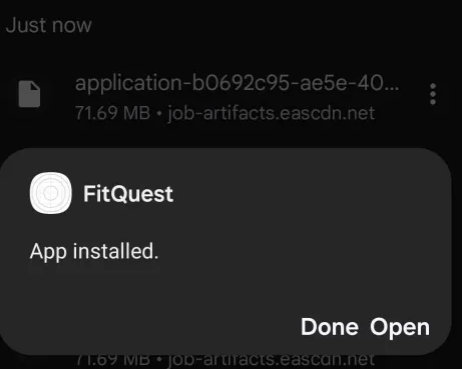 Just now
application-b0692c95-ae5e-40...
71.69 MB • job-artifacts.eascdn.net
FitQuest
App installed.
Done Open
71.69 MB • job-artifacts.eascdn.net